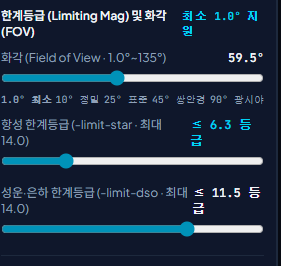 한계등급 (Limiting Mag) 및 화각 최소 1.0° 지
(FOV) 원
화각 (Field of View · 1.0°~135°) 59.5°
1.0° 최소 10° 정밀 25° 표준 45° 쌍안경 90° 광시야
항성 한계등급 (-limit-star · 최대 ≤ 6.3 등
14.0) 급
성운·은하 한계등급 (-limit-dso · 최대 ≤ 11.5 등
14.0) 급